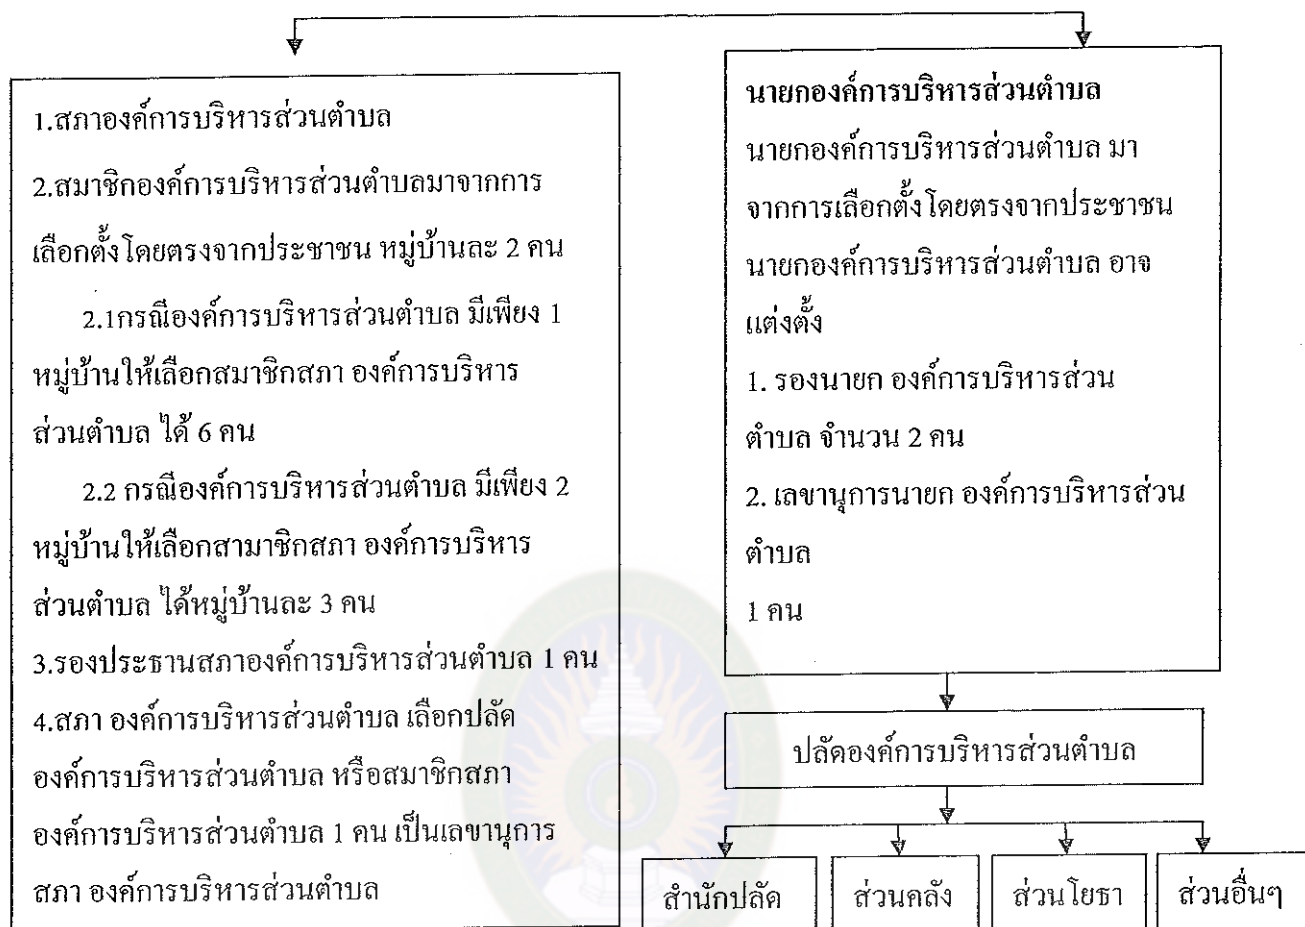 1.สภาองค์การบริหารส่วนตำบล
2.สมาชิกองค์การบริหารส่วนตำบลมาจากการ
เลือกตั้งโดยตรงจากประชาชน หมู่บ้านละ 2 คน
2.1กรณีองค์การบริหารส่วนตำบล มีเพียง 1
หมู่บ้านให้เลือกสมาชิกสภา องค์การบริหาร
ส่วนตำบล ได้ 6 คน
2.2 กรณีองค์การบริหารส่วนตำบล มีเพียง 2
หมู่บ้านให้เลือกสามาชิกสภา องค์การบริหาร
ส่วนตำบล ได้หมู่บ้านละ 3 คน
3.รองประธานสภาองค์การบริหารส่วนตำบล 1 คน
4.สภา องค์การบริหารส่วนตำบล เลือกปลัด
องค์การบริหารส่วนตำบล หรือสมาชิกสภา
องค์การบริหารส่วนตำบล 1 คน เป็นเลขานุการ
สภา องค์การบริหารส่วนตำบล
นายกองค์การบริหารส่วนตำบล
นายกองค์การบริหารส่วนตำบล มา
จากการเลือกตั้งโดยตรงจากประชาชน
นายกองค์การบริหารส่วนตำบล อาจ
แต่งตั้ง
1. รองนายก องค์การบริหารส่วน
ตำบล จำนวน 2 คน
2. เลขานุการนายก องค์การบริหารส่วน
ตำบล
1 คน
ปลัดองค์การบริหารส่วนตำบล
สำนักปลัด
ส่วนคลัง
ส่วนโยธา
ส่วนอื่นๆ